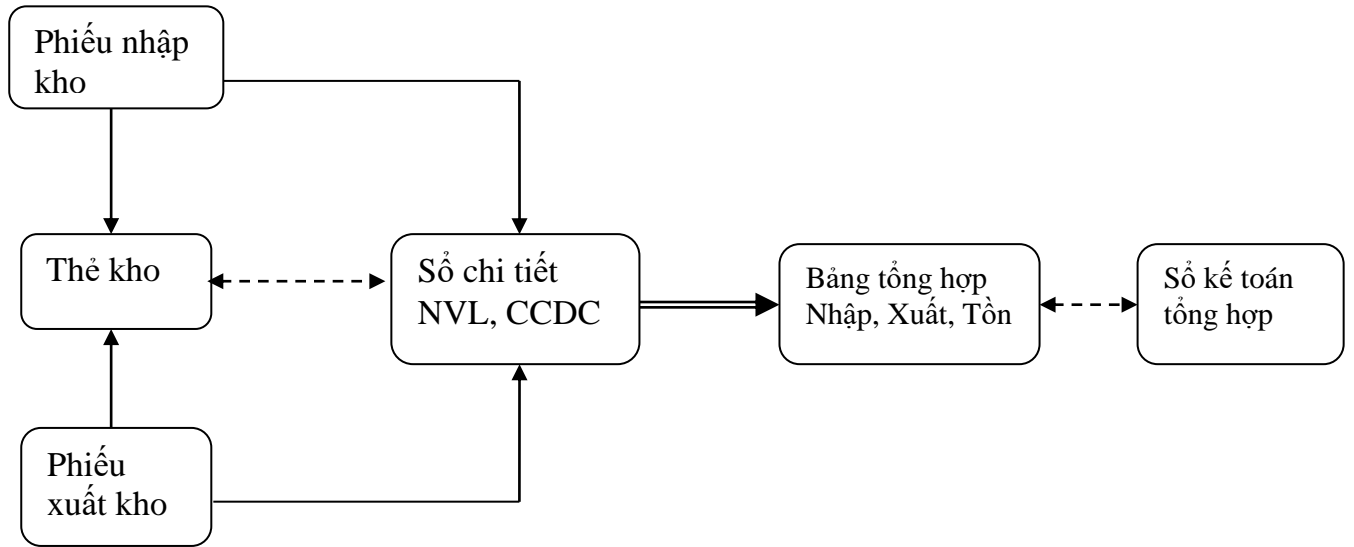 Phiếu nhập
kho
Thẻ kho
Sổ chi tiết
NVL, CCDC
Bảng tổng hợp
Nhập, Xuất, Tồn
Sổ kế toán
tổng hợp
Phiếu
xuất kho